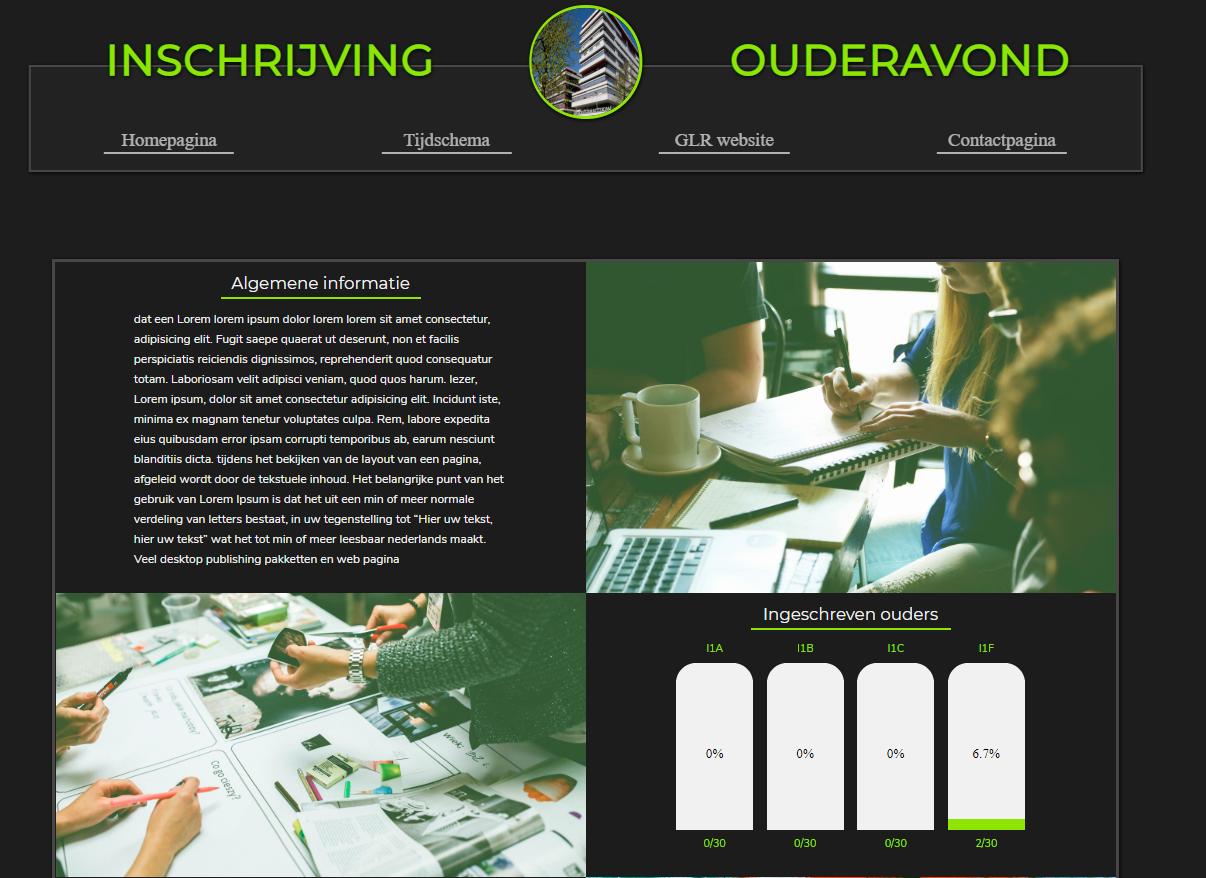 INSCHRIJVING OUDERAVOND
Homepagina Tijdschema GLR website Contactpagina
Algemene informatie
dat een Lorem lorem ipsum dolor lorem lorem sit amet consectetur,
adipisicing elit. Fugit saepe quaerat ut deserunt, non et facilis
perspiciatis reiciendis dignissimos, reprehenderit quod consequatur
totam. Laboriosam velit adipisci veniam, quod quos harum. lezer,
Lorem ipsum, dolor sit amet consectetur adipisicing elit. Incidunt iste,
minima ex magnam tenetur voluptates culpa. Rem, labore expedita
eius quibusdam error ipsam corrupti temporibus ab, earum nesciunt
blanditiis dicta. tijdens het bekijken van de layout van een pagina,
afgeleid wordt door de tekstuele inhoud. Het belangrijke punt van het
gebruik van Lorem Ipsum is dat het uit een min of meer normale
verdeling van letters bestaat, in uw tegenstelling tot “Hier uw tekst,
hier uw tekst” wat het tot min of meer leesbaar nederlands maakt.
Veel desktop publishing pakketten en web pagina
Co go cieszy?
Ingeschreven ouders
I1A I1B I1C I1F
0% 0% 0% 6.7%
0/30 0/30 0/30 2/30